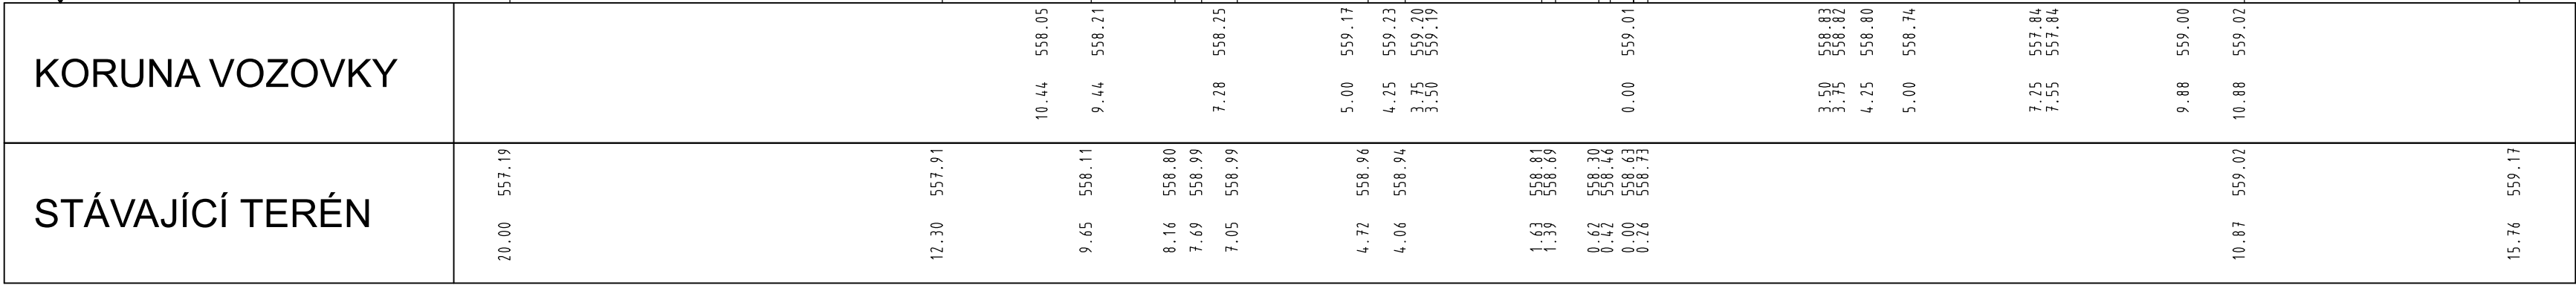 KORUNA VOZOVKY
558.05 558.21 558.25 559.17 559.23 559.20 559.19 559.01 558.83 558.82 558.80 558.74 557.84 557.84 559.00 559.02
10.44 9.44 7.28 5.00 4.25 3.75 3.50 0.00 3.50 3.75 4.25 5.00 7.25 7.55 9.88 10.88
STÁVAJÍCÍ TERÉN
557.19 557.91 558.11 558.80 558.99 558.99 558.96 558.94 558.81 558.69 558.30 558.46 558.63 558.73 559.02 559.17
20.00 12.30 9.65 8.16 7.69 7.05 4.72 4.06 1.63 1.39 0.62 0.42 0.00 0.26 10.87 15.76